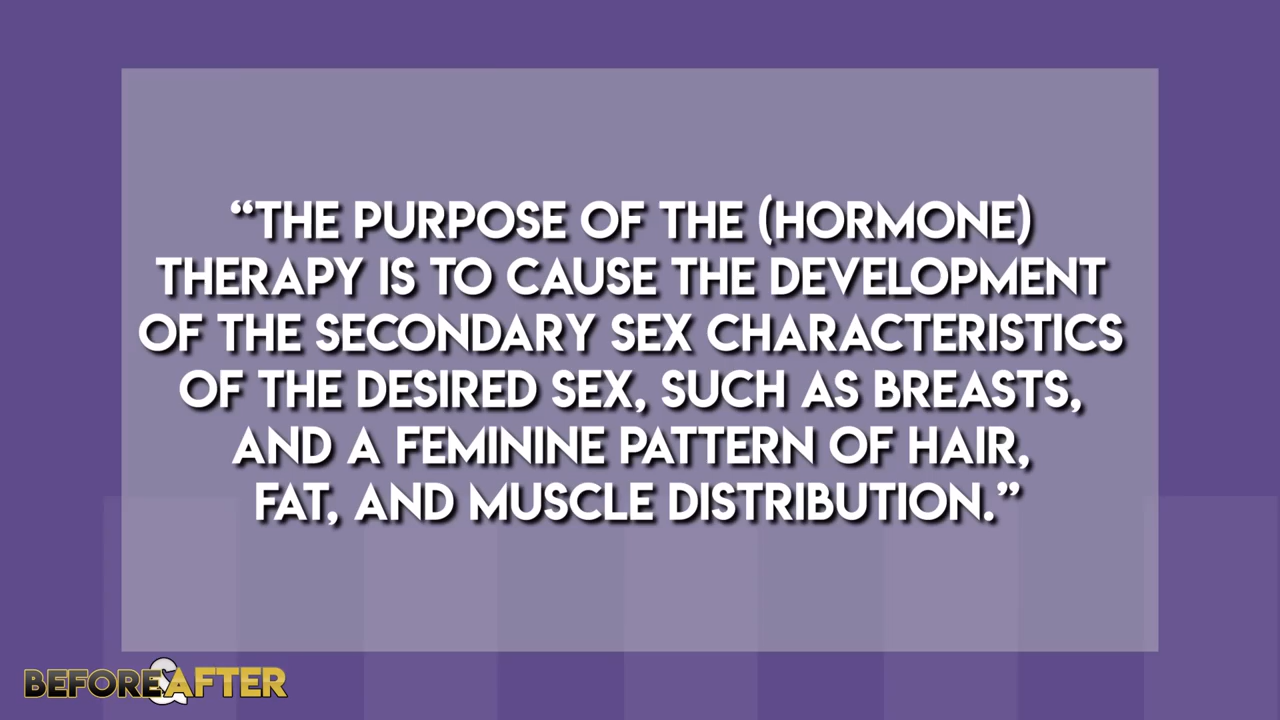 “THE PURPOSE OF THE (HORMONE)
THERAPY IS TO CAUSE THE DEVELOPMENT
OF THE SECONDARY SEX CHARACTERISTICS
OF THE DESIRED SEX, SUCH AS BREASTS,
AND A FEMININE PATTERN OF HAIR,
FAT, AND MUSCLE DISTRIBUTION.”
BEFORE & AFTER